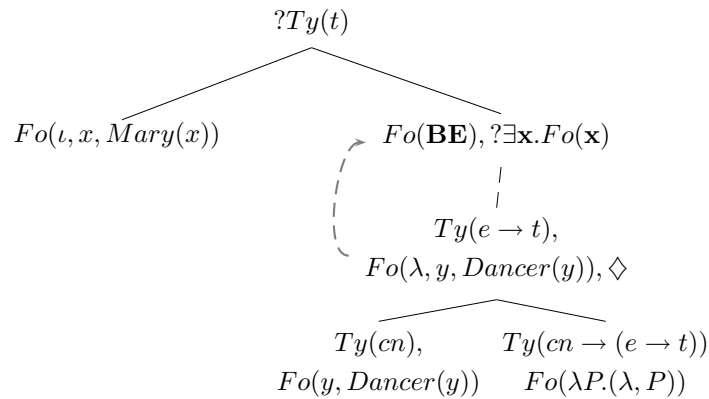 ?Ty(t)
Fo(ι, x, Mary(x)) Fo(BE), ?∃x.Fo(x)
Ty(e → t),
Fo(λ, y, Dancer(y)), ♢
Ty(cn), Ty(cn → (e → t))
Fo(y, Dancer(y)) Fo(λP.(λ, P))